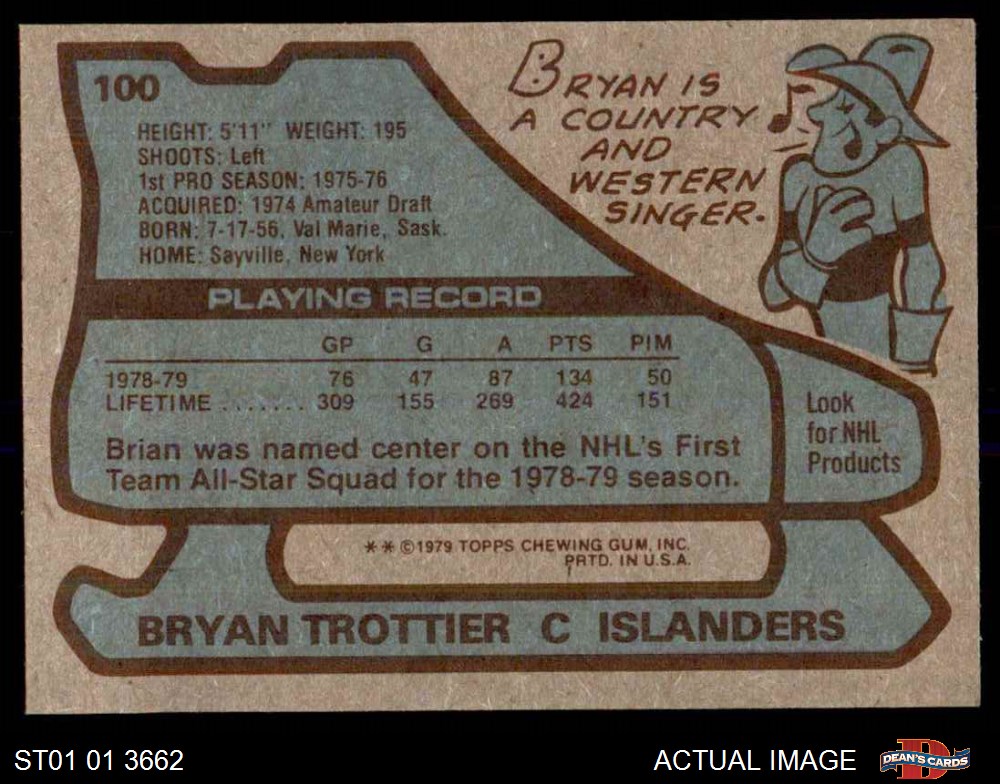 100
HEIGHT: 5'11" WEIGHT: 195
SHOOTS: Left
1st PRO SEASON: 1975-76
ACQUIRED: 1974 Amateur Draft
BORN: 7-17-56, Val Marie, Sask.
HOME: Sayville, New York
BRYAN IS
A COUNTRY
AND
WESTERN
SINGER.
PLAYING RECORD
GP G A PTS PIM
1978-79 76 47 87 134 50
LIFETIME ....... 309 155 269 424 151
Brian was named center on the NHL's First
Team All-Star Squad for the 1978-79 season.
Look
for NHL
Products
** ©1979 TOPPS CHEWING GUM, INC.
PRTD. IN U.S.A.
BRYAN TROTTIER C ISLANDERS
ST01 01 3662
ACTUAL IMAGE
DEAN'S CARDS